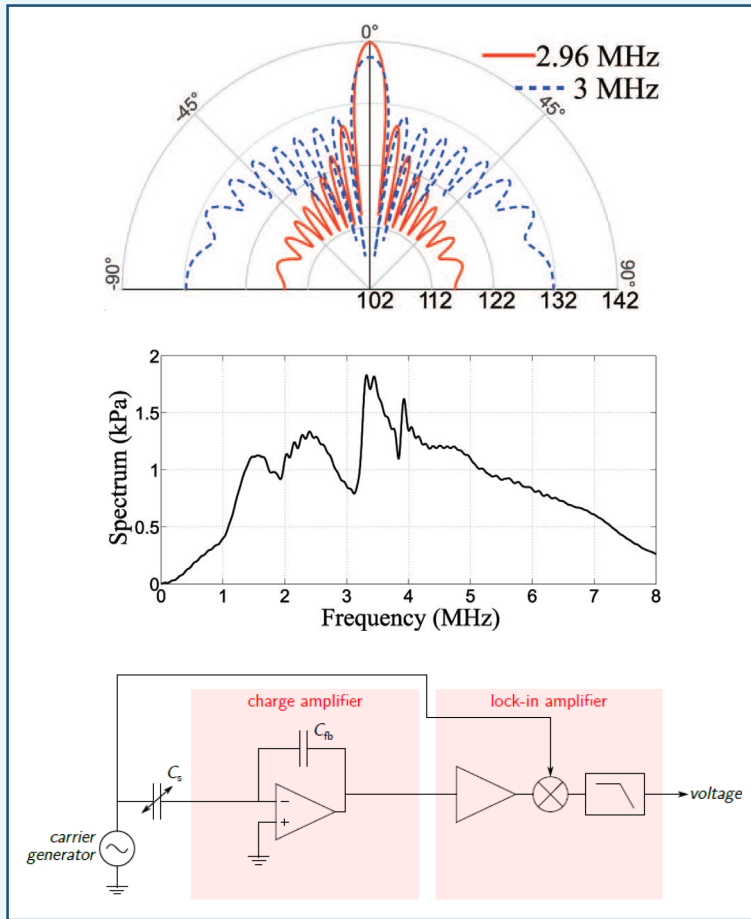 0°
2.96 MHz
3 MHz
-45°
45°
-90°
90°
102 112 122 132 142
2
1.5
1
0.5
0
Spectrum (kPa)
0 1 2 3 4 5 6 7 8
Frequency (MHz)
charge amplifier
lock-in amplifier
Cfb
Cs
−
+
voltage
carrier
generator